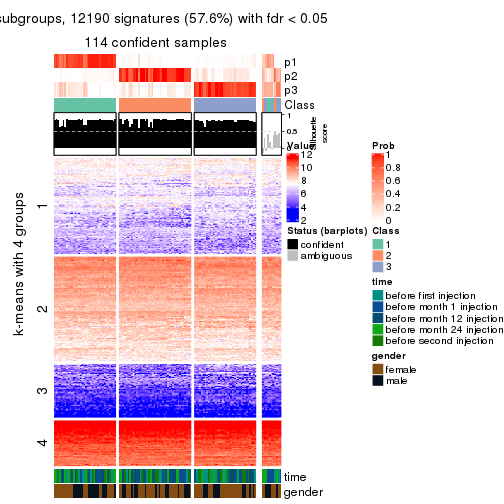 subgroups, 12190 signatures (57.6%) with fdr < 0.05
114 confident samples
p1
p2
p3
Class
1
0.5
0
Silhouette
score
k-means with 4 groups
1
2
3
4
time
gender
Value
12
10
8
6
4
2
Status (barplots)
confident
ambiguous
Prob
1
0.8
0.6
0.4
0.2
0
Class
1
2
3
time
before first injection
before month 1 injection
before month 12 injection
before month 24 injection
before second injection
gender
female
male